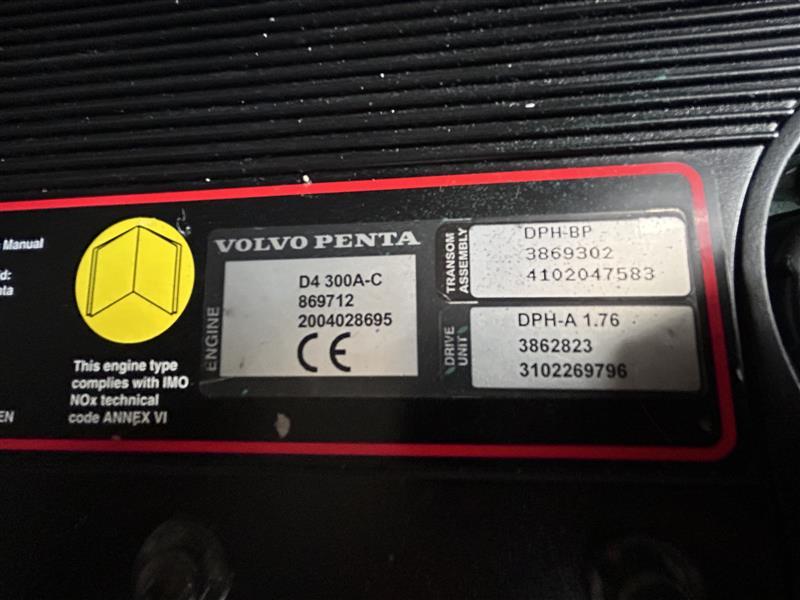 Manual
d:
nta
EN
This engine type
complies with IMO
NOx technical
code ANNEX VI
VOLVO PENTA
ENGINE
D4 300A-C
869712
2004028695
CE
TRANSOM
ASSEMBLY
DPH-BP
3869302
4102047583
DRIVE
UNIT
DPH-A 1.76
3862823
3102269796